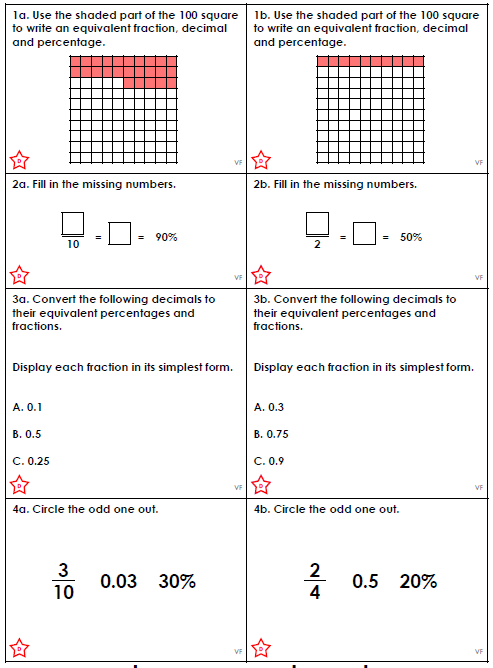 1a. Use the shaded part of the 100 square
to write an equivalent fraction, decimal
and percentage.
D
VF
1b. Use the shaded part of the 100 square
to write an equivalent fraction, decimal
and percentage.
D
VF
2a. Fill in the missing numbers.
10 = = 90%
D
VF
2b. Fill in the missing numbers.
2 = = 50%
D
VF
3a. Convert the following decimals to
their equivalent percentages and
fractions.
Display each fraction in its simplest form.
A. 0.1
B. 0.5
C. 0.25
D
VF
3b. Convert the following decimals to
their equivalent percentages and
fractions.
Display each fraction in its simplest form.
A. 0.3
B. 0.75
C. 0.9
D
VF
4a. Circle the odd one out.
3/10 0.03 30%
D
VF
4b. Circle the odd one out.
2/4 0.5 20%
D
VF